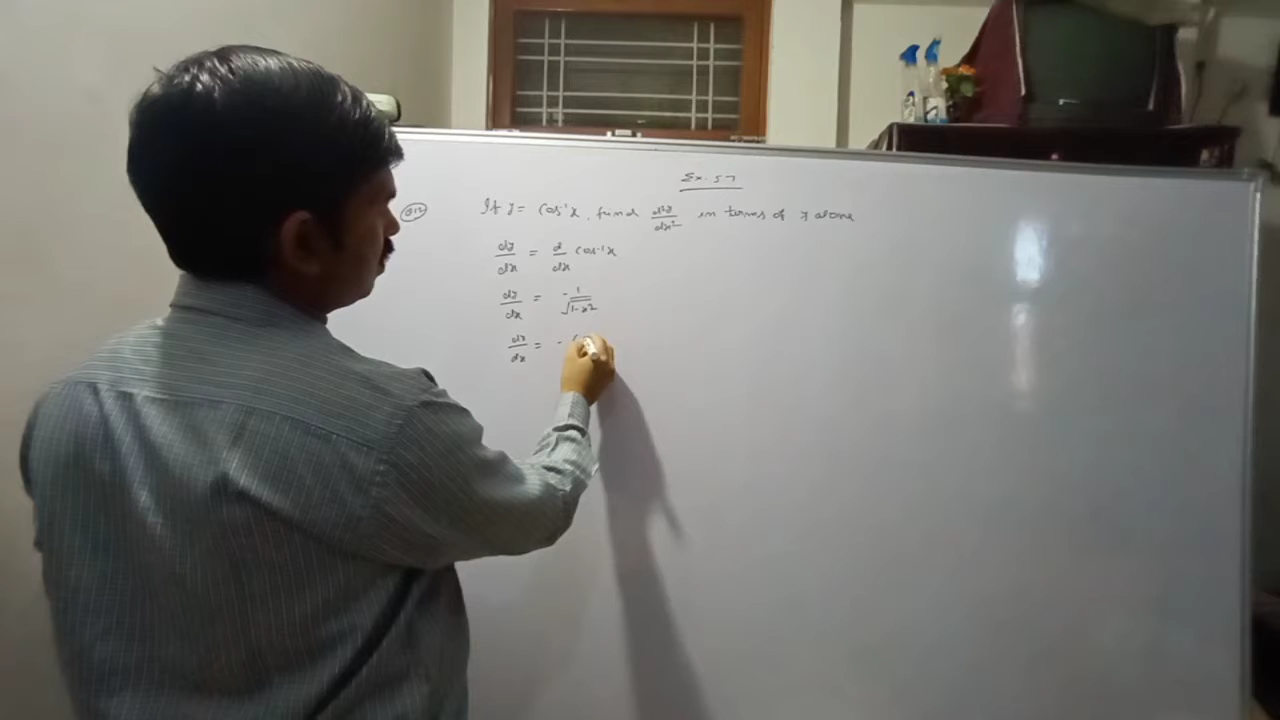 Ex. 5.7
Q12 If y = cos⁻¹x, find d²y/dx² in terms of y alone
dy/dx = d/dx cos⁻¹x
dy/dx = -1/√1-x²
dy/dx = - (